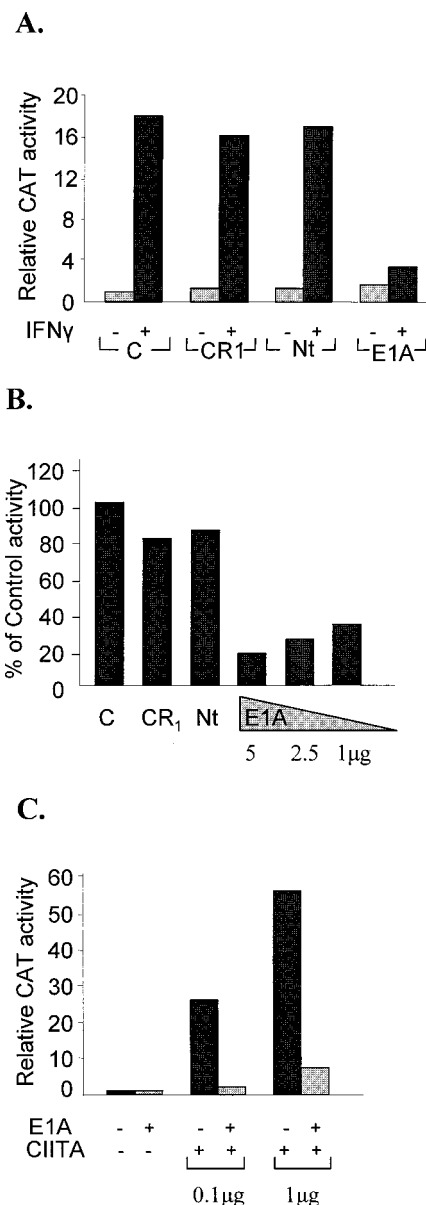 A.
Relative CAT activity
20
16
12
8
4
0
IFNγ - + - + - + - +
C CR1 Nt E1A
B.
% of Control activity
120
100
80
60
40
20
0
C CR1 Nt E1A
5 2.5 1µg
C.
Relative CAT activity
60
50
40
30
20
10
0
E1A - + - + - +
CIITA - - + + + +
0.1µg 1µg